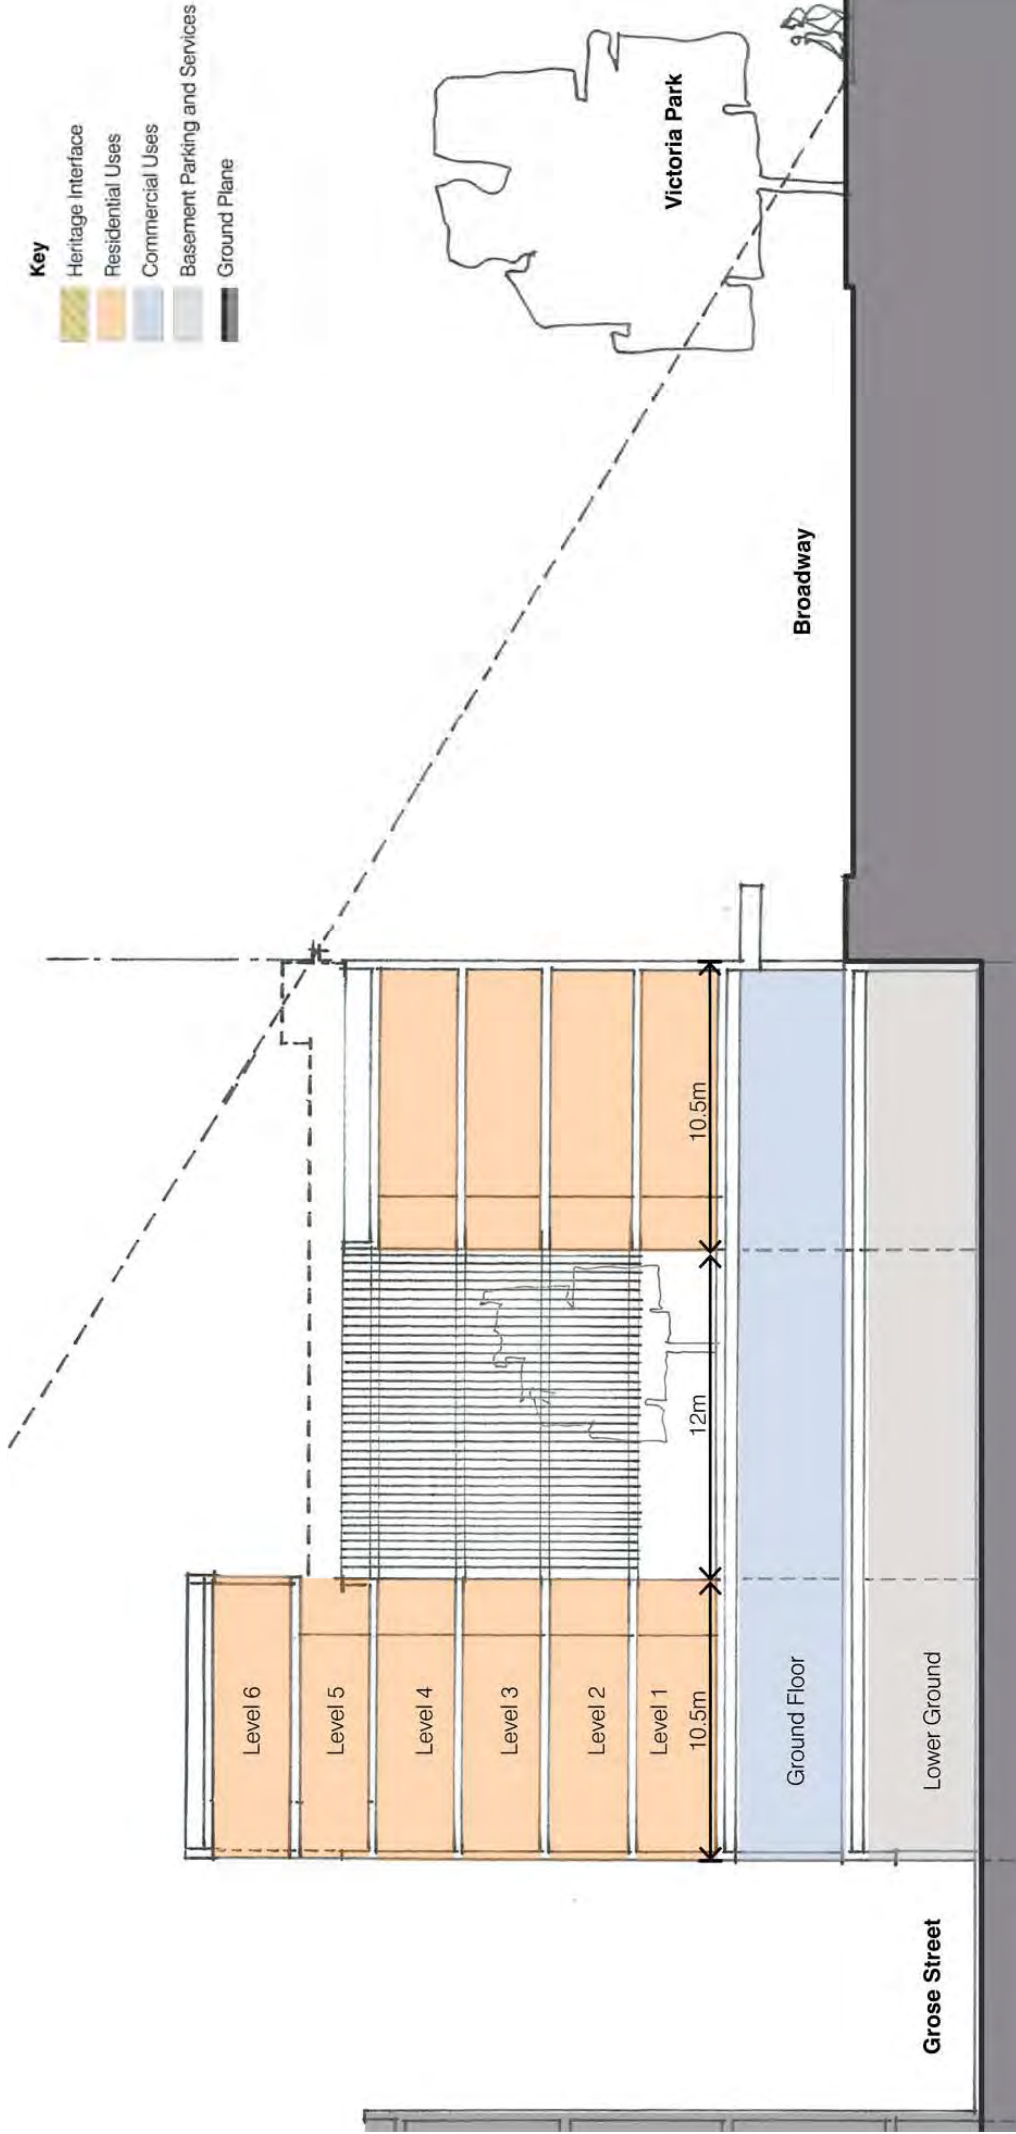 Key
Heritage Interface
Residential Uses
Commercial Uses
Basement Parking and Services
Ground Plane
Victoria Park
Broadway
Level 6
Level 5
Level 4
Level 3
Level 2
Level 1
10.5m
12m
10.5m
Ground Floor
Lower Ground
Grose Street